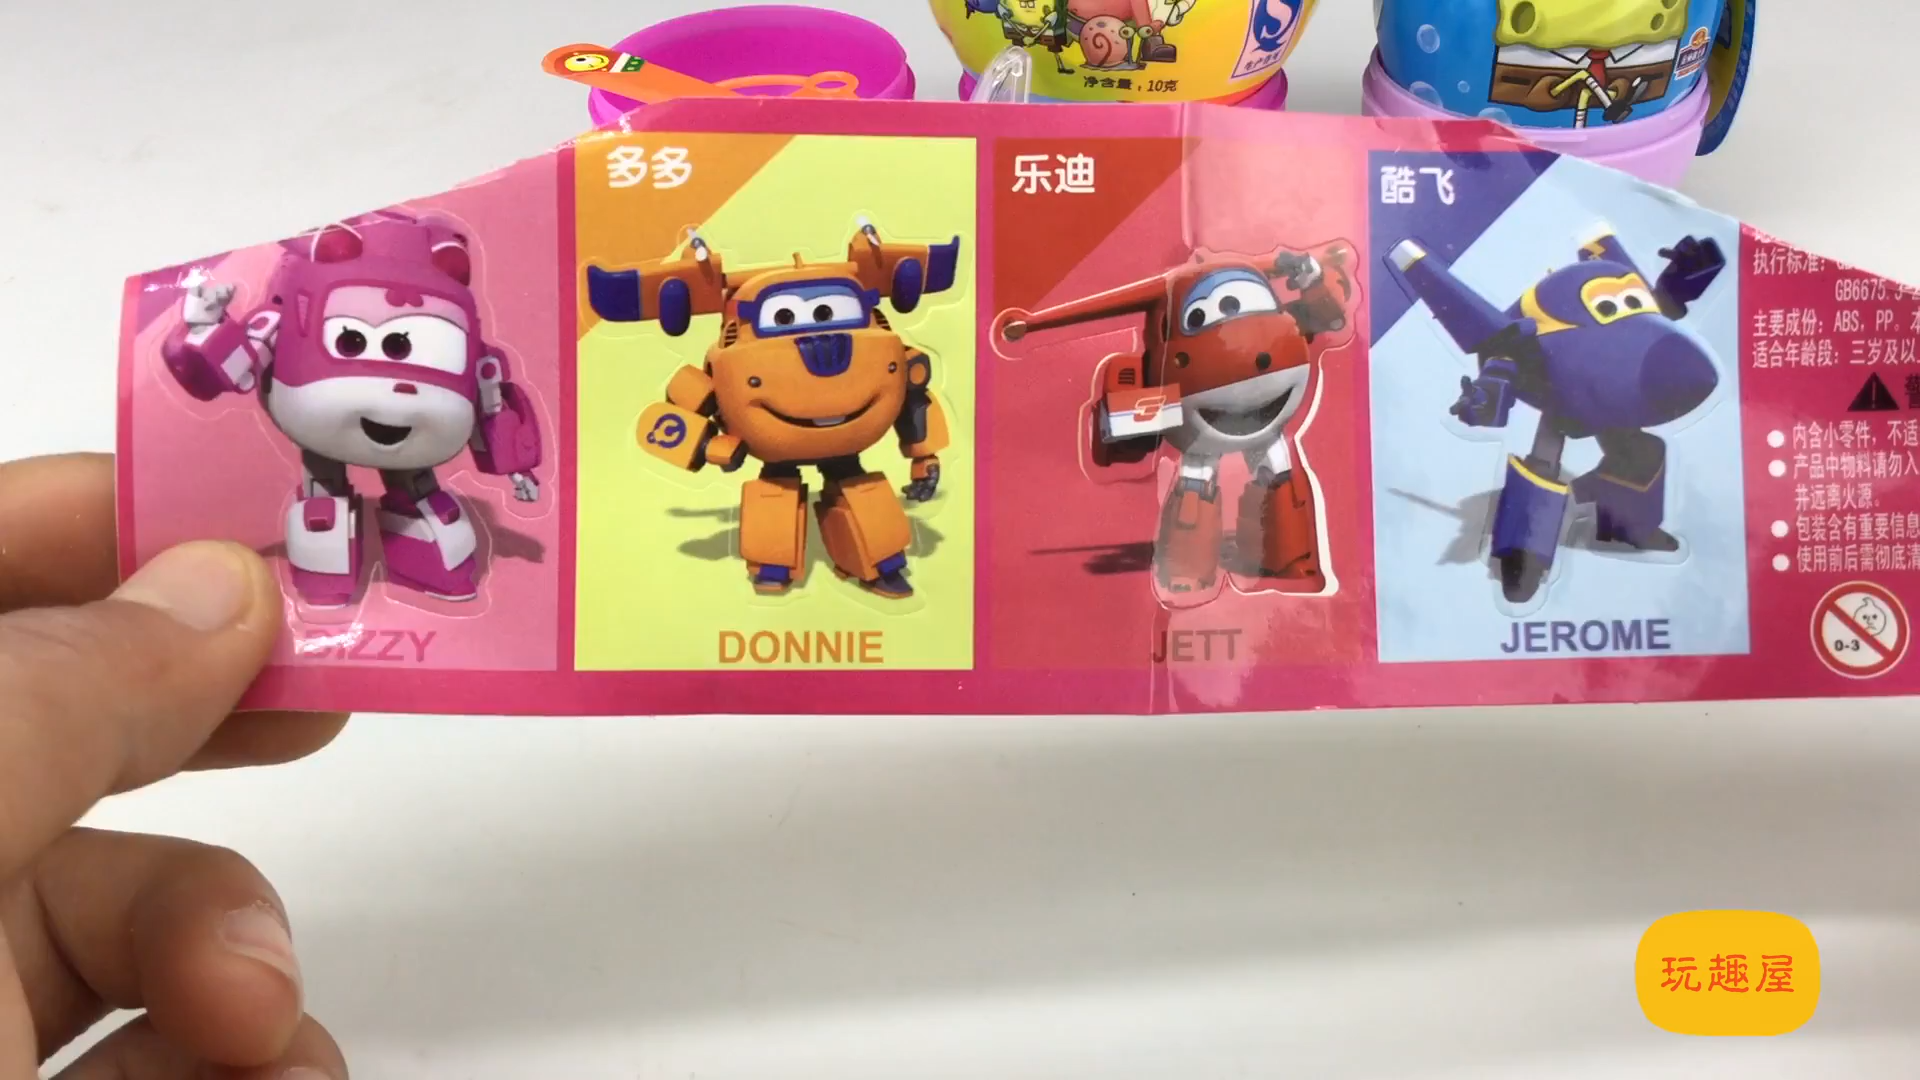 净含量：10克
多多
乐迪
酷飞
DIZZY
DONNIE
JETT
JEROME
执行标准：
GB6675.3-2
主要成份：ABS，PP。
适合年龄段：三岁及以
内含小零件，不适
产品中物料请勿入
并远离火源。
包装含有重要信息
使用前后需彻底清
0-3
玩趣屋